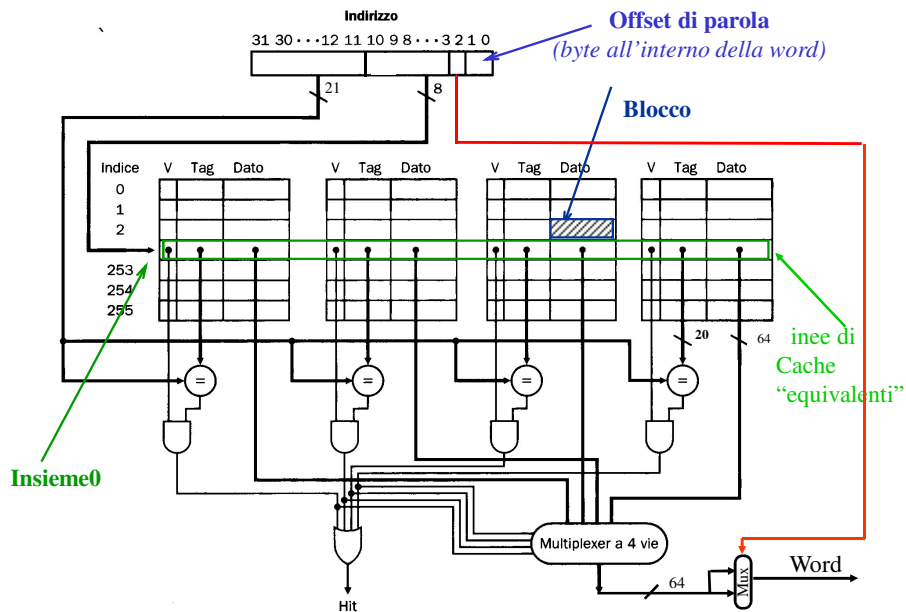 Indirizzo
Offset di parola
(byte all'interno della word)
31 30 ··· 12 11 10 9 8 ··· 3 2 1 0
21
8
Blocco
Indice V Tag Dato V Tag Dato V Tag Dato V Tag Dato
0
1
2
253
254
255
20
64
inee di
Cache
“equivalenti”
= = = =
Insieme0
Multiplexer a 4 vie
64
Mux
Word
Hit